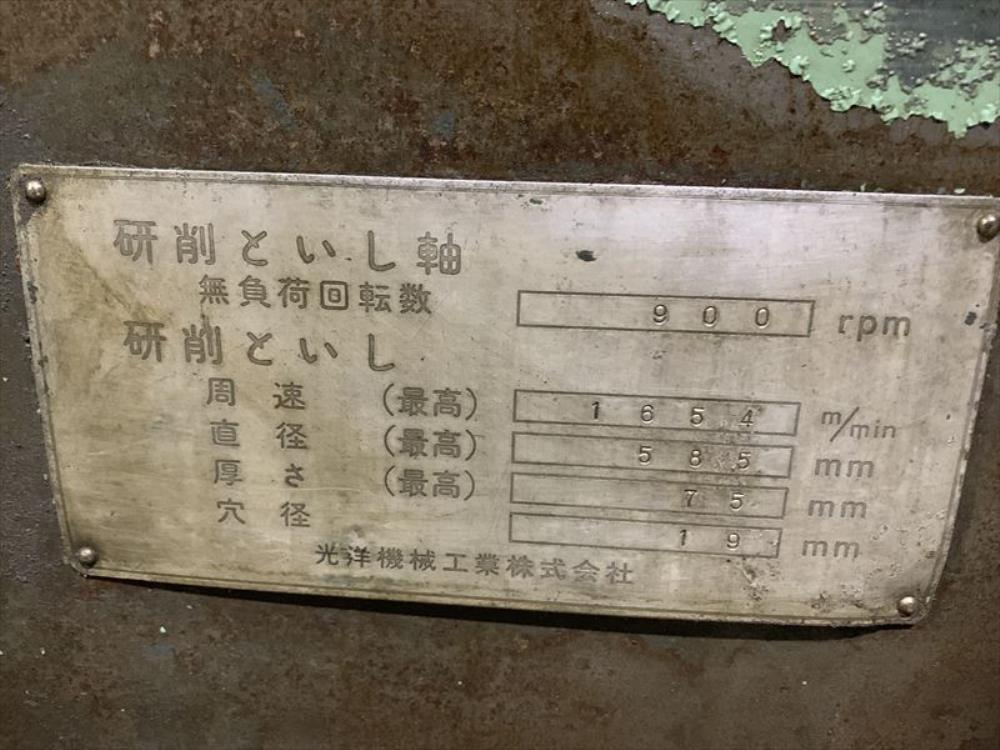 研削といし軸
無負荷回転数 900 rpm
研削といし
周速 (最高) 1654 m/min
直径 (最高) 585 mm
厚さ (最高) 75 mm
穴径 19 mm
光洋機械工業株式会社